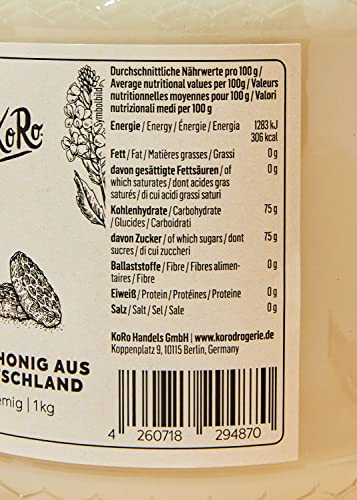 KoRo
Symbolbild
HONIG AUS
emig | 1kg
Durchschnittliche Nährwerte pro 100 g /
Average nutritional values per 100g/ Valeurs
nutritionnelles moyennes pour 100g / Valori
nutrizionali medi per 100 g
Energie / Energy / Énergie / Energia 1283 kJ
306 kcal
Fett / Fat / Matières grasses / Grassi 0 g
davon gesättigte Fettsäuren / of 0 g
which saturates / dont acides gras
saturés / di cui acidi grassi saturi
Kohlenhydrate / Carbohydrate 75 g
/ Glucides / Carboidrati
davon Zucker / of which sugars / dont 75 g
sucres / di cui zuccheri
Ballaststoffe / Fibre / Fibres alimen- 0 g
taires / Fibre
Eiweiß / Protein / Protéines / Proteine 0 g
Salz / Salt / Sel / Sale 0 g
KoRo Handels GmbH | www.korodrogerie.de
Koppenplatz 9, 10115 Berlin, Germany
4 260718 294870